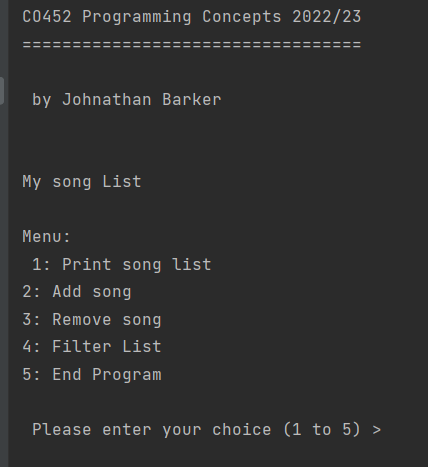 CO452 Programming Concepts 2022/23
==================================
by Johnathan Barker
My song List
Menu:
1: Print song list
2: Add song
3: Remove song
4: Filter List
5: End Program
Please enter your choice (1 to 5) >